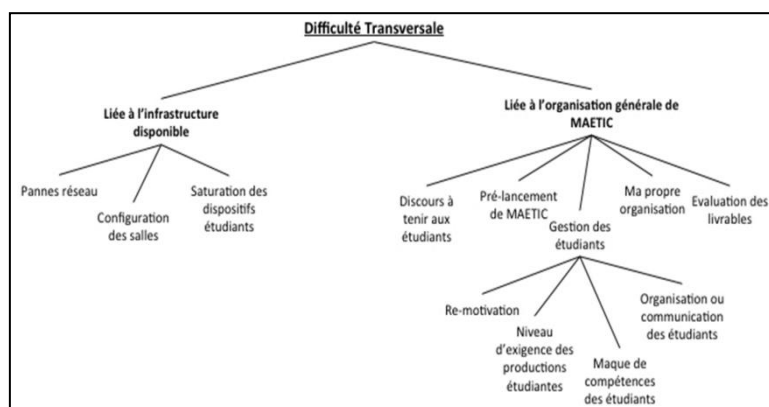 Difficulté Transversale
Liée à l'infrastructure
disponible
Liée à l'organisation générale de
MAETIC
Pannes réseau
Configuration
des salles
Saturation des
dispositifs
étudiants
Discours à
tenir aux
étudiants
Pré-lancement
de MAETIC
Gestion des
étudiants
Ma propre
organisation
Evaluation des
livrables
Re-motivation
Niveau
d'exigence des
productions
étudiantes
Maque de
compétences
des étudiants
Organisation ou
communication
des étudiants